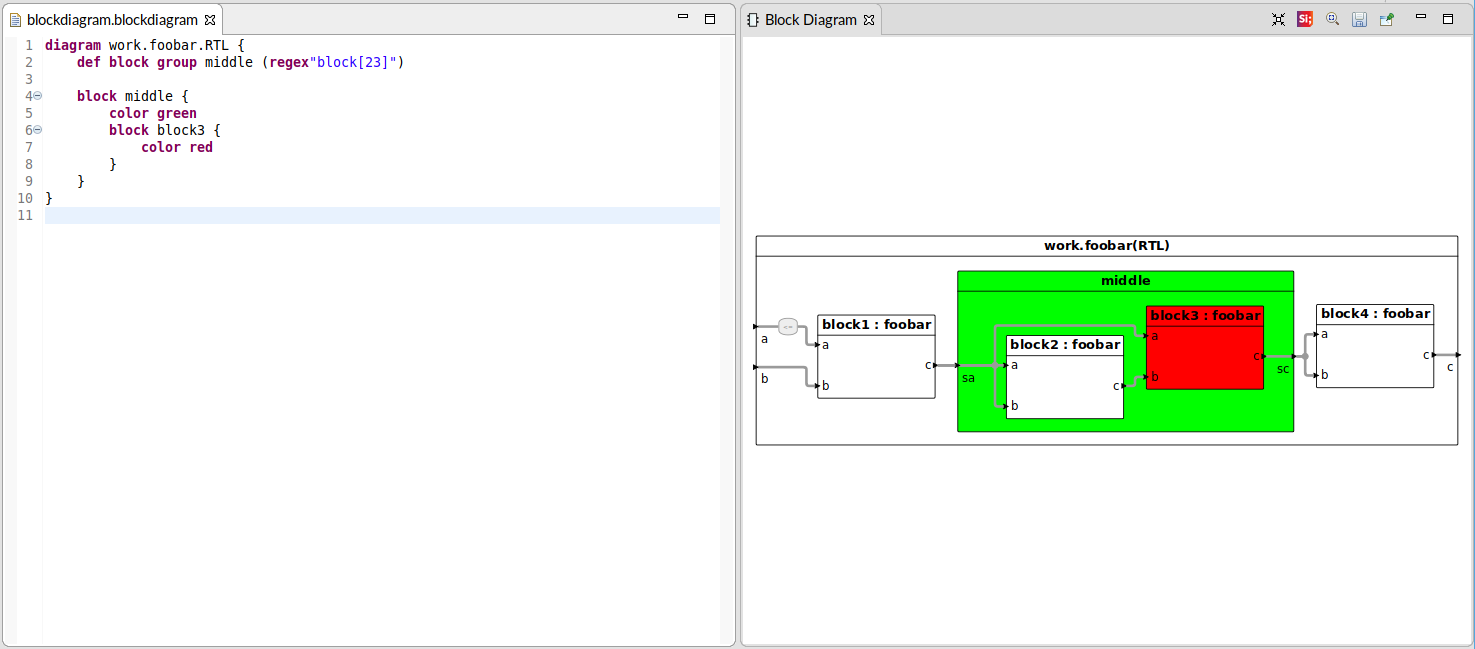 blockdiagram.blockdiagram
1 diagram work.foobar.RTL {
2 def block group middle (regex"block[23]")
3
4 block middle {
5 color green
6 block block3 {
7 color red
8 }
9 }
10 }
11
Block Diagram
Si
work.foobar(RTL)
middle
block1 : foobar
block2 : foobar
block3 : foobar
block4 : foobar
<=
a
b
a
b
c
sa
a
b
c
a
b
c
sc
a
b
c
c